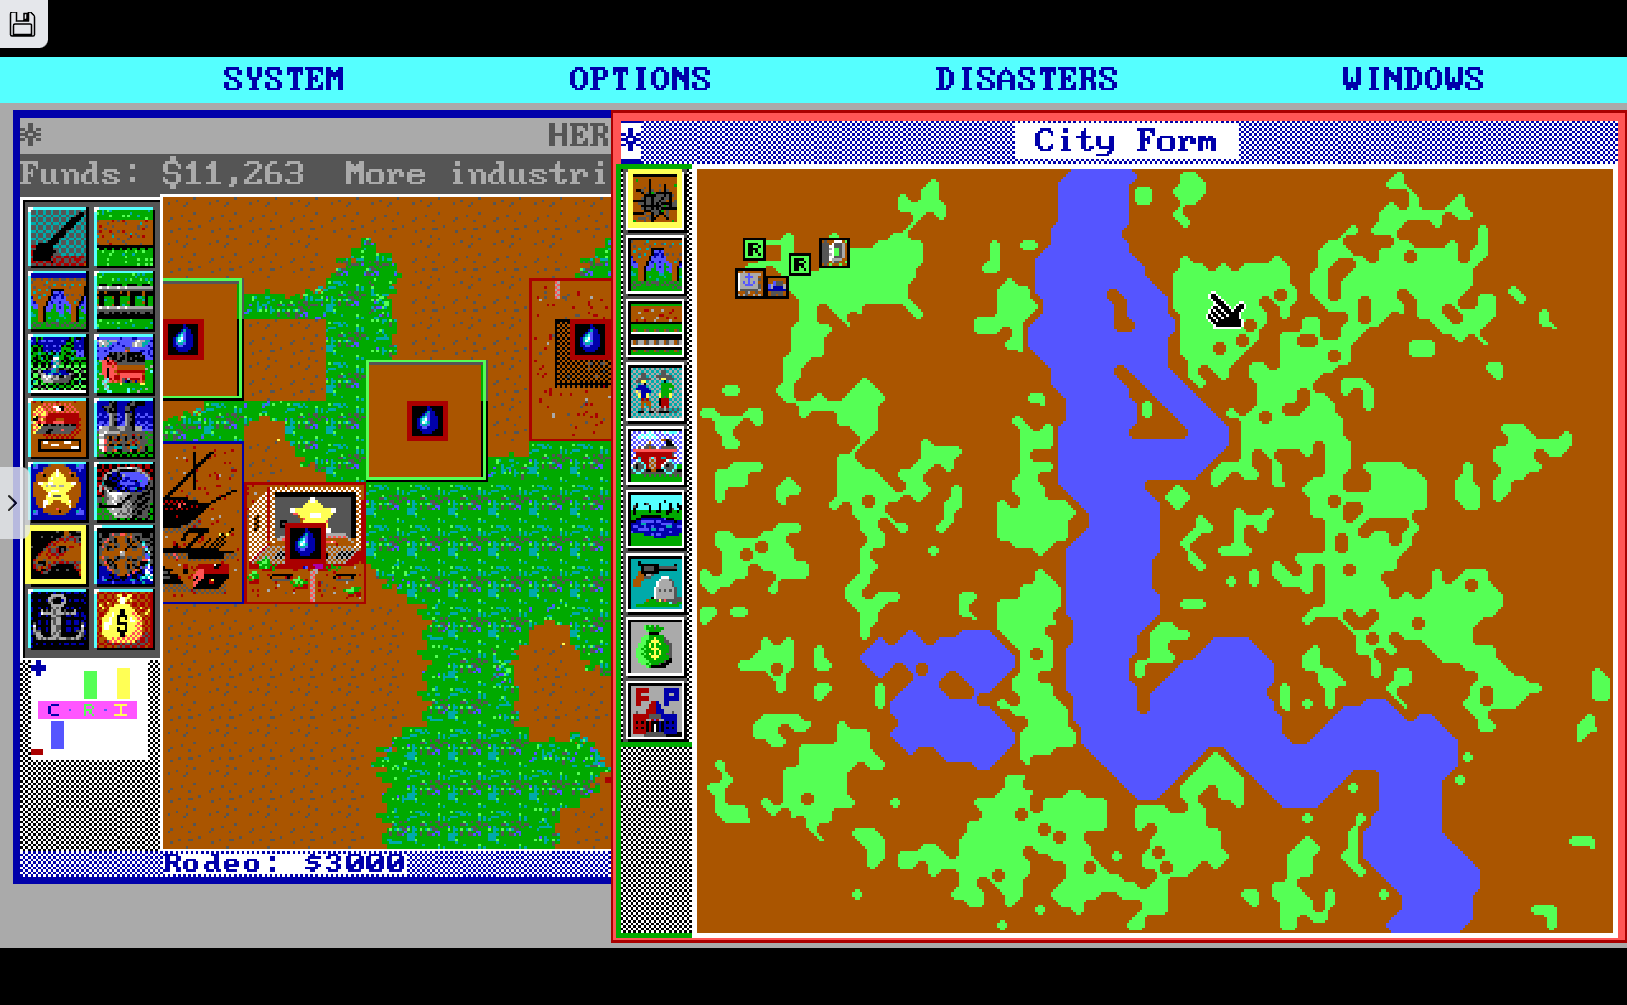 SYSTEM OPTIONS DISASTERS WINDOWS
HER
City Form
Funds: $11,263 More industri
R
R
$
$
F P
C · R · I
Rodeo: $3000